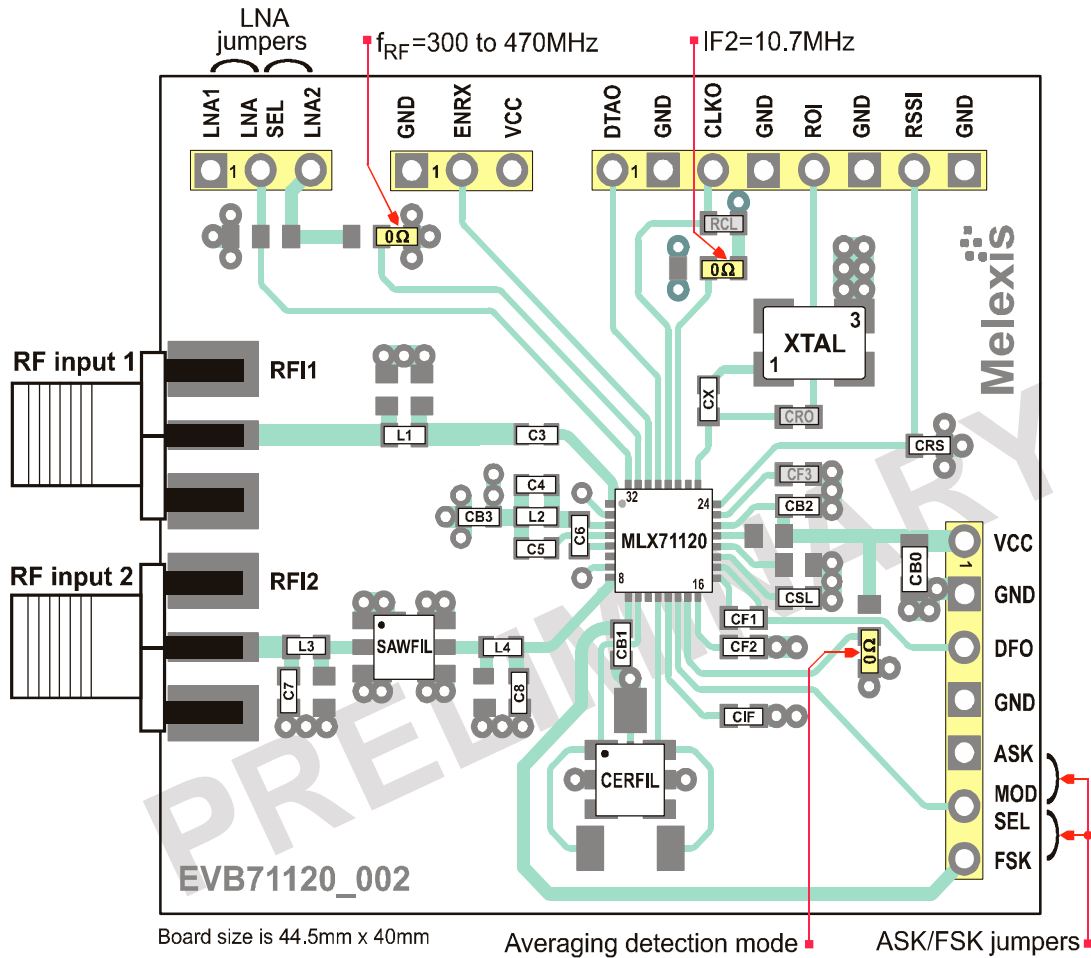 LNA
jumpers
fRF=300 to 470MHz
IF2=10.7MHz
LNA1
LNA
SEL
LNA2
GND
ENRX
VCC
DTAO
GND
CLKO
GND
ROI
GND
RSSI
GND
1
1
1
0Ω
RCL
0Ω
Melexis
3
XTAL
1
RF input 1
RFI1
CX
CRO
L1
C3
CRS
C4
32
24
CF3
CB3
L2
CB2
C6
MLX71120
C5
VCC
1
CB0
RF input 2
RFI2
8
16
CSL
GND
CF1
L3
SAWFIL
L4
CB1
CF2
0Ω
DFO
C7
C8
GND
CIF
ASK
CERFIL
MOD
SEL
FSK
PRELIMINARY
EVB71120_002
Board size is 44.5mm x 40mm
Averaging detection mode
ASK/FSK jumpers